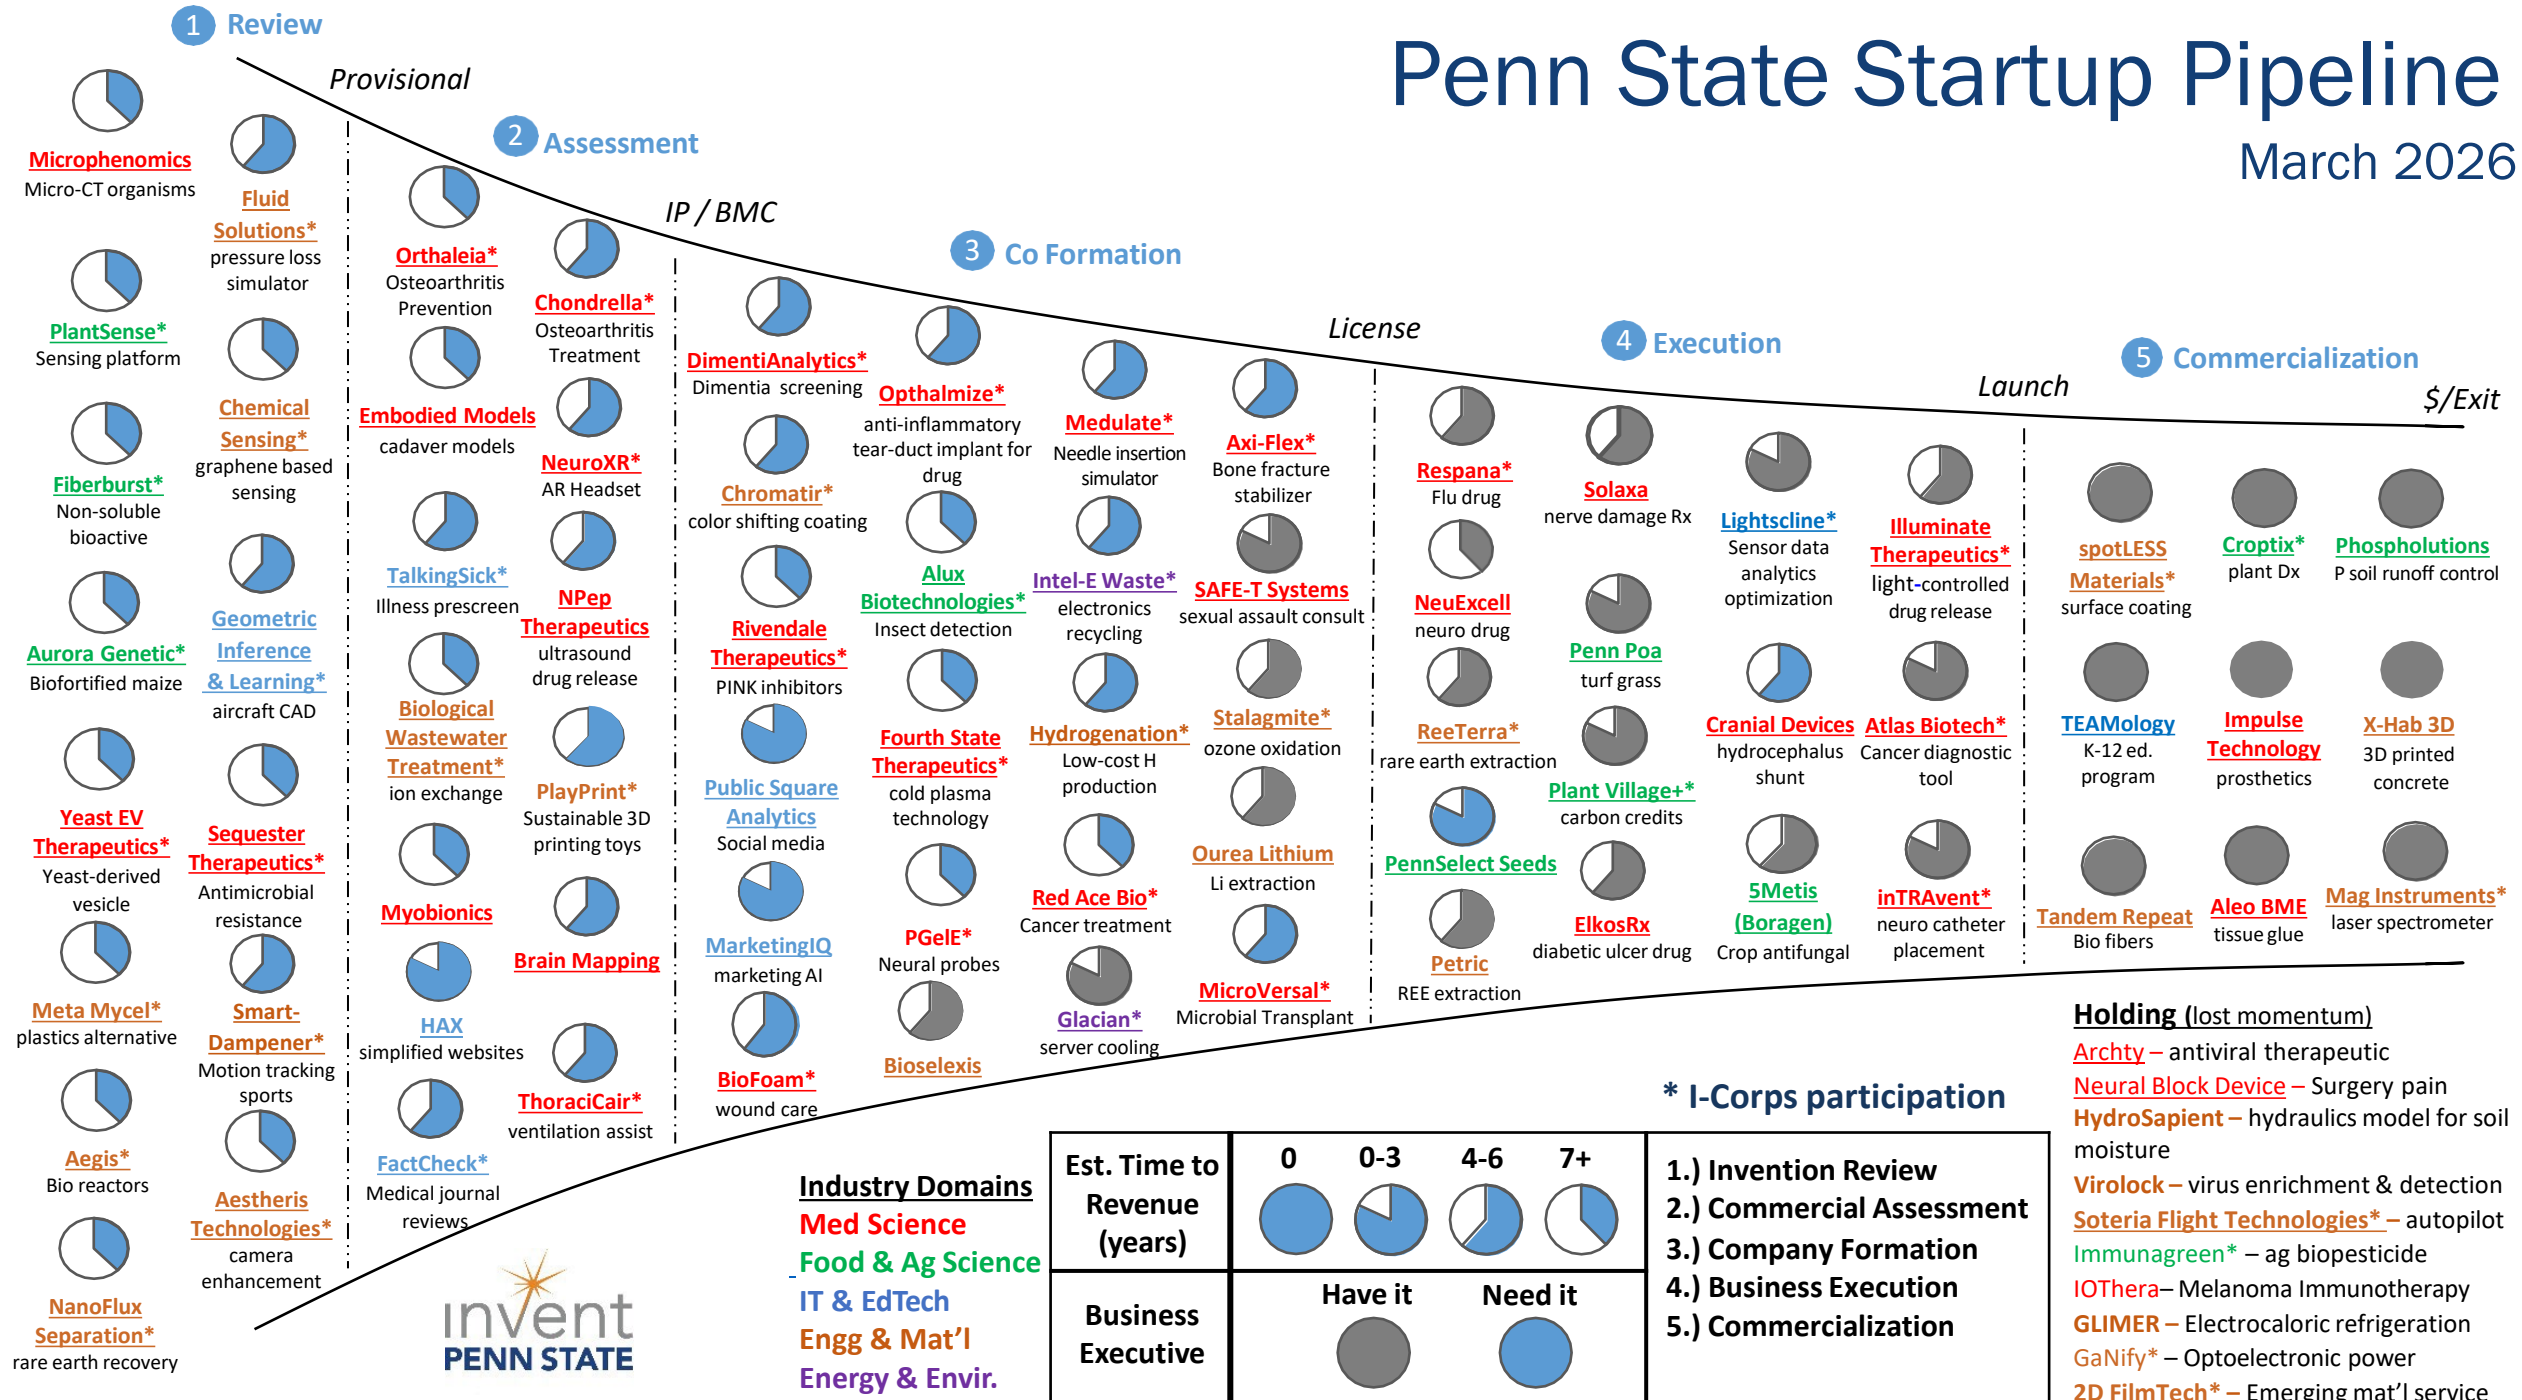 Penn State Startup Pipeline
March 2026
1 Review
Provisional
2 Assessment
IP / BMC
3 Co Formation
License
4 Execution
Launch
5 Commercialization
$/Exit
Microphenomics
Micro-CT organisms
PlantSense*
Sensing platform
Fiberburst*
Non-soluble
bioactive
Aurora Genetic*
Biofortified maize
Yeast EV
Therapeutics*
Yeast-derived
vesicle
Meta Mycel*
plastics alternative
Aegis*
Bio reactors
NanoFlux
Separation*
rare earth recovery
Fluid
Solutions*
pressure loss
simulator
Chemical
Sensing*
graphene based
sensing
Geometric
Inference
& Learning*
aircraft CAD
Sequester
Therapeutics*
Antimicrobial
resistance
Smart-
Dampener*
Motion tracking
sports
Aestheris
Technologies*
camera
enhancement
Orthaleia*
Osteoarthritis
Prevention
Embodied Models
cadaver models
TalkingSick*
Illness prescreen
Biological
Wastewater
Treatment*
ion exchange
Myobionics
HAX
simplified websites
FactCheck*
Medical journal
reviews
Chondrella*
Osteoarthritis
Treatment
NeuroXR*
AR Headset
NPep
Therapeutics
ultrasound
drug release
PlayPrint*
Sustainable 3D
printing toys
Brain Mapping
ThoraciCair*
ventilation assist
DimentiAnalytics*
Dimentia screening
Chromatir*
color shifting coating
Rivendale
Therapeutics*
PINK inhibitors
Public Square
Analytics
Social media
MarketingIQ
marketing AI
BioFoam*
wound care
Opthalmize*
anti-inflammatory
tear-duct implant for
drug
Alux
Biotechnologies*
Insect detection
Fourth State
Therapeutics*
cold plasma
technology
PGelE*
Neural probes
Bioselexis
Medulate*
Needle insertion
simulator
Intel-E Waste*
electronics
recycling
Hydrogenation*
Low-cost H
production
Red Ace Bio*
Cancer treatment
Glacian*
server cooling
Axi-Flex*
Bone fracture
stabilizer
SAFE-T Systems
sexual assault consult
Stalagmite*
ozone oxidation
Ourea Lithium
Li extraction
MicroVersal*
Microbial Transplant
Respana*
Flu drug
NeuExcell
neuro drug
ReeTerra*
rare earth extraction
PennSelect Seeds
Petric
REE extraction
Solaxa
nerve damage Rx
Penn Poa
turf grass
Plant Village+*
carbon credits
ElkosRx
diabetic ulcer drug
Lightscline*
Sensor data
analytics
optimization
Cranial Devices
hydrocephalus
shunt
5Metis
(Boragen)
Crop antifungal
Illuminate
Therapeutics*
light-controlled
drug release
Atlas Biotech*
Cancer diagnostic
tool
inTRAvent*
neuro catheter
placement
spotLESS
Materials*
surface coating
TEAMology
K-12 ed.
program
Tandem Repeat
Bio fibers
Croptix*
plant Dx
Impulse
Technology
prosthetics
Aleo BME
tissue glue
Phospholutions
P soil runoff control
X-Hab 3D
3D printed
concrete
Mag Instruments*
laser spectrometer
invent
PENN STATE
Industry Domains
Med Science
Food & Ag Science
IT & EdTech
Engg & Mat'l
Energy & Envir.
* I-Corps participation
Est. Time to
Revenue
(years)
0 0-3 4-6 7+
Business
Executive
Have it Need it
1.) Invention Review
2.) Commercial Assessment
3.) Company Formation
4.) Business Execution
5.) Commercialization
Holding (lost momentum)
Archty – antiviral therapeutic
Neural Block Device – Surgery pain
HydroSapient – hydraulics model for soil
moisture
Virolock – virus enrichment & detection
Soteria Flight Technologies* – autopilot
Immunagreen* – ag biopesticide
IOThera– Melanoma Immunotherapy
GLIMER – Electrocaloric refrigeration
GaNify* – Optoelectronic power
2D FilmTech* – Emerging mat'l service